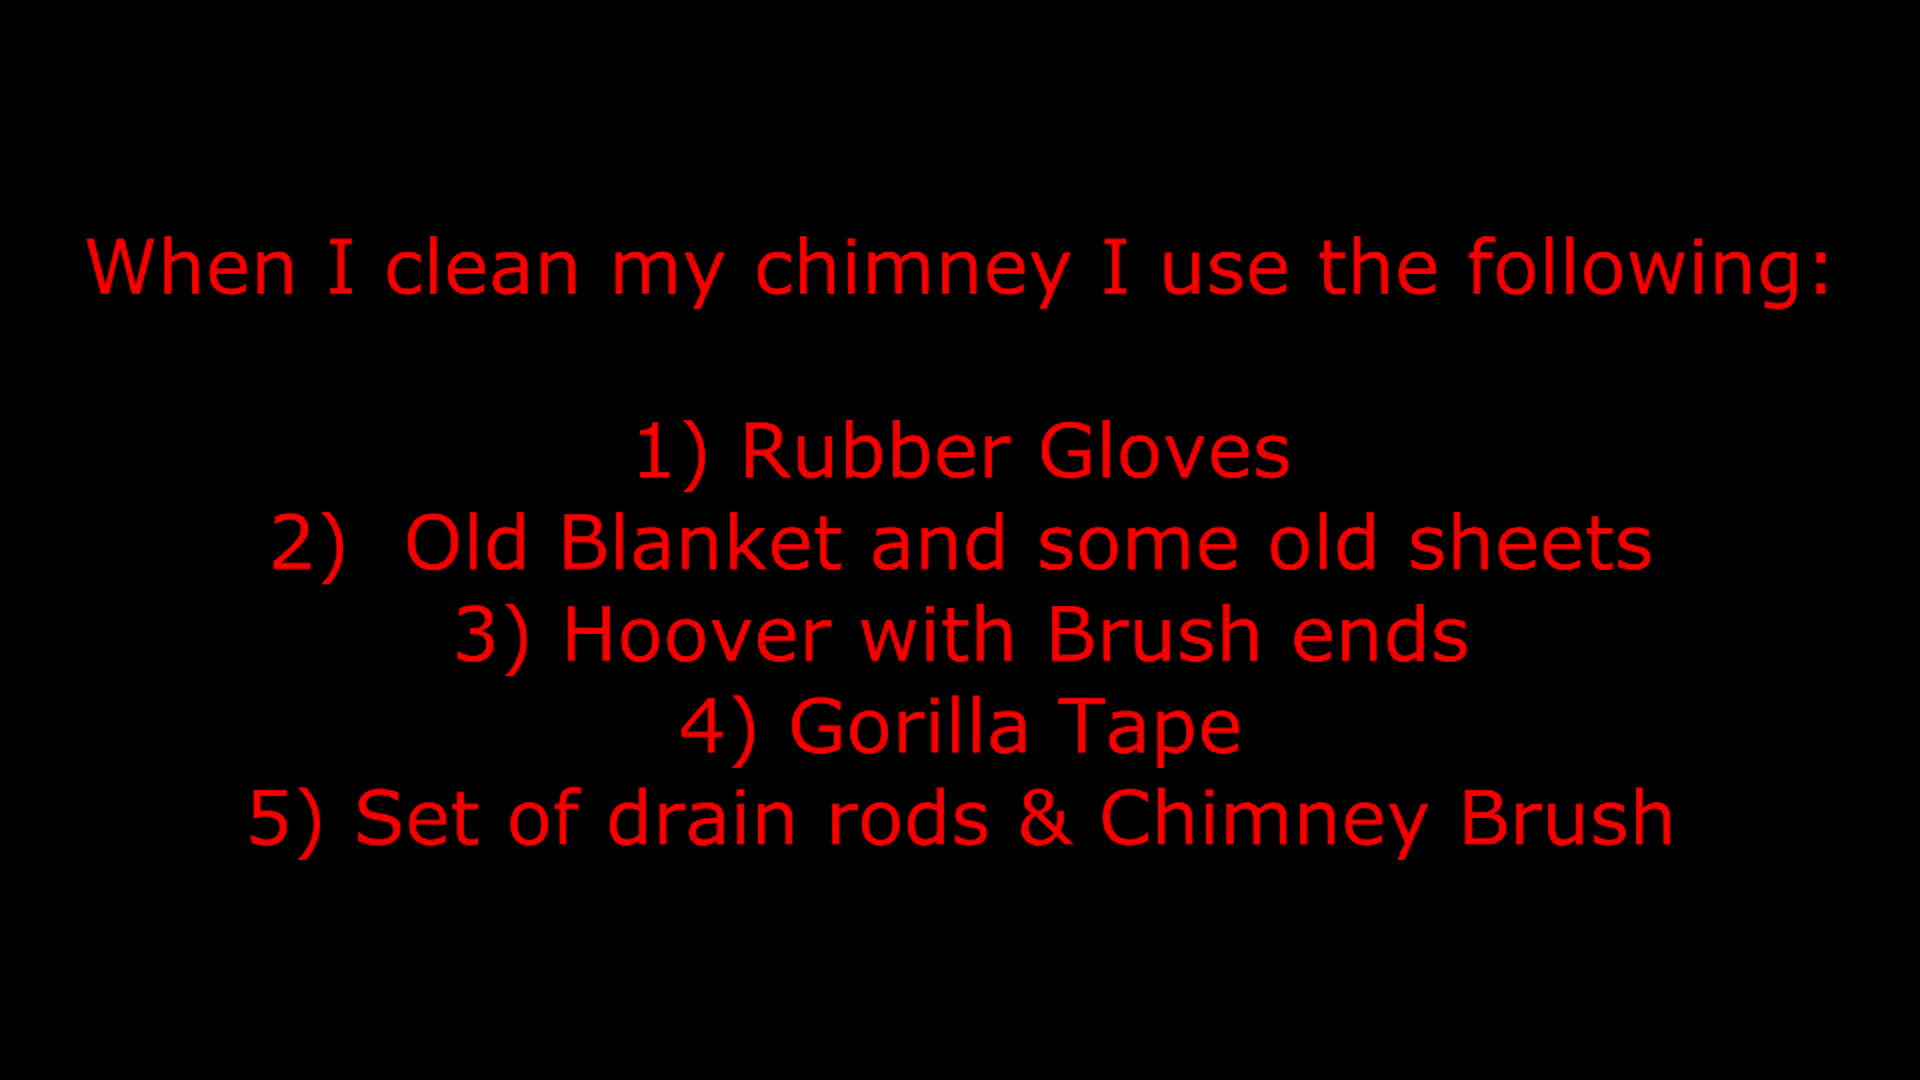 When I clean my chimney I use the following:
1) Rubber Gloves
2)  Old Blanket and some old sheets
3) Hoover with Brush ends
4) Gorilla Tape
5) Set of drain rods & Chimney Brush